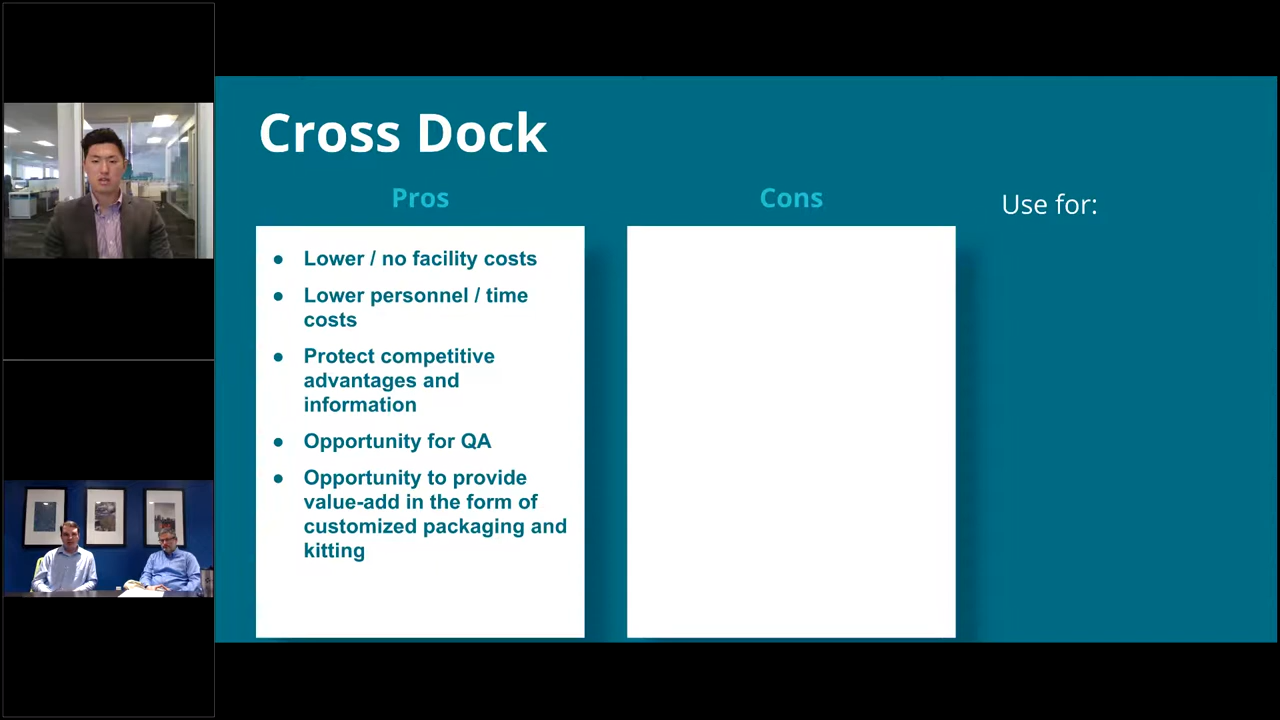 Cross Dock
Pros
● Lower / no facility costs
● Lower personnel / time
costs
● Protect competitive
advantages and
information
● Opportunity for QA
● Opportunity to provide
value-add in the form of
customized packaging and
kitting
Cons
Use for: